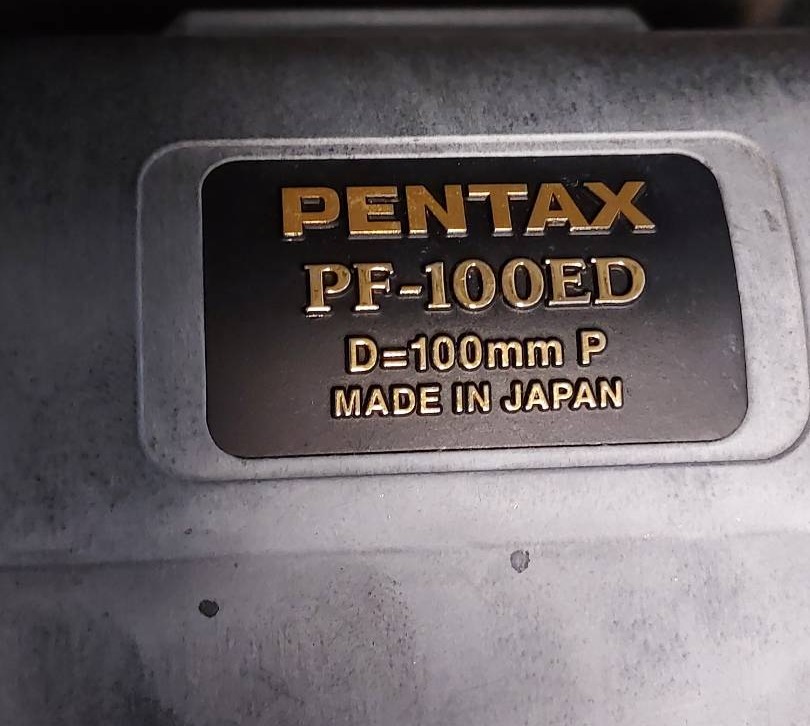 PENTAX
PF-100ED
D=100mm P
MADE IN JAPAN